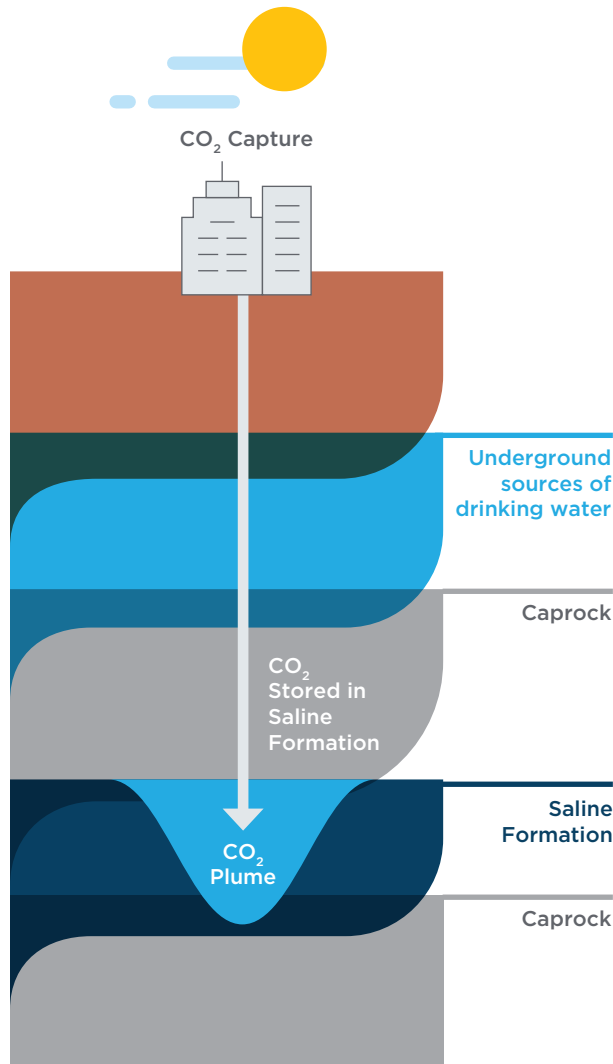 CO₂ Capture
Underground
sources of
drinking water
Caprock
CO₂
Stored in
Saline
Formation
Saline
Formation
CO₂
Plume
Caprock